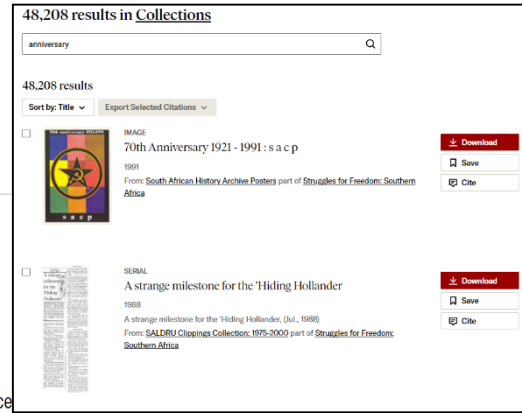 48,208 results in Collections
anniversary
48,208 results
Sort by: Title
Export Selected Citations
IMAGE
70th Anniversary 1921 - 1991 : s a c p
1991
From: South African History Archive Posters part of Struggles for Freedom: Southern
Africa
Download
Save
Cite
s a c p
SERIAL
A strange milestone for the 'Hiding Hollander
1988
A strange milestone for the 'Hiding Hollander, (Jul., 1988)
From: SALDRU Clippings Collection: 1975-2000 part of Struggles for Freedom:
Southern Africa
Download
Save
Cite
ce